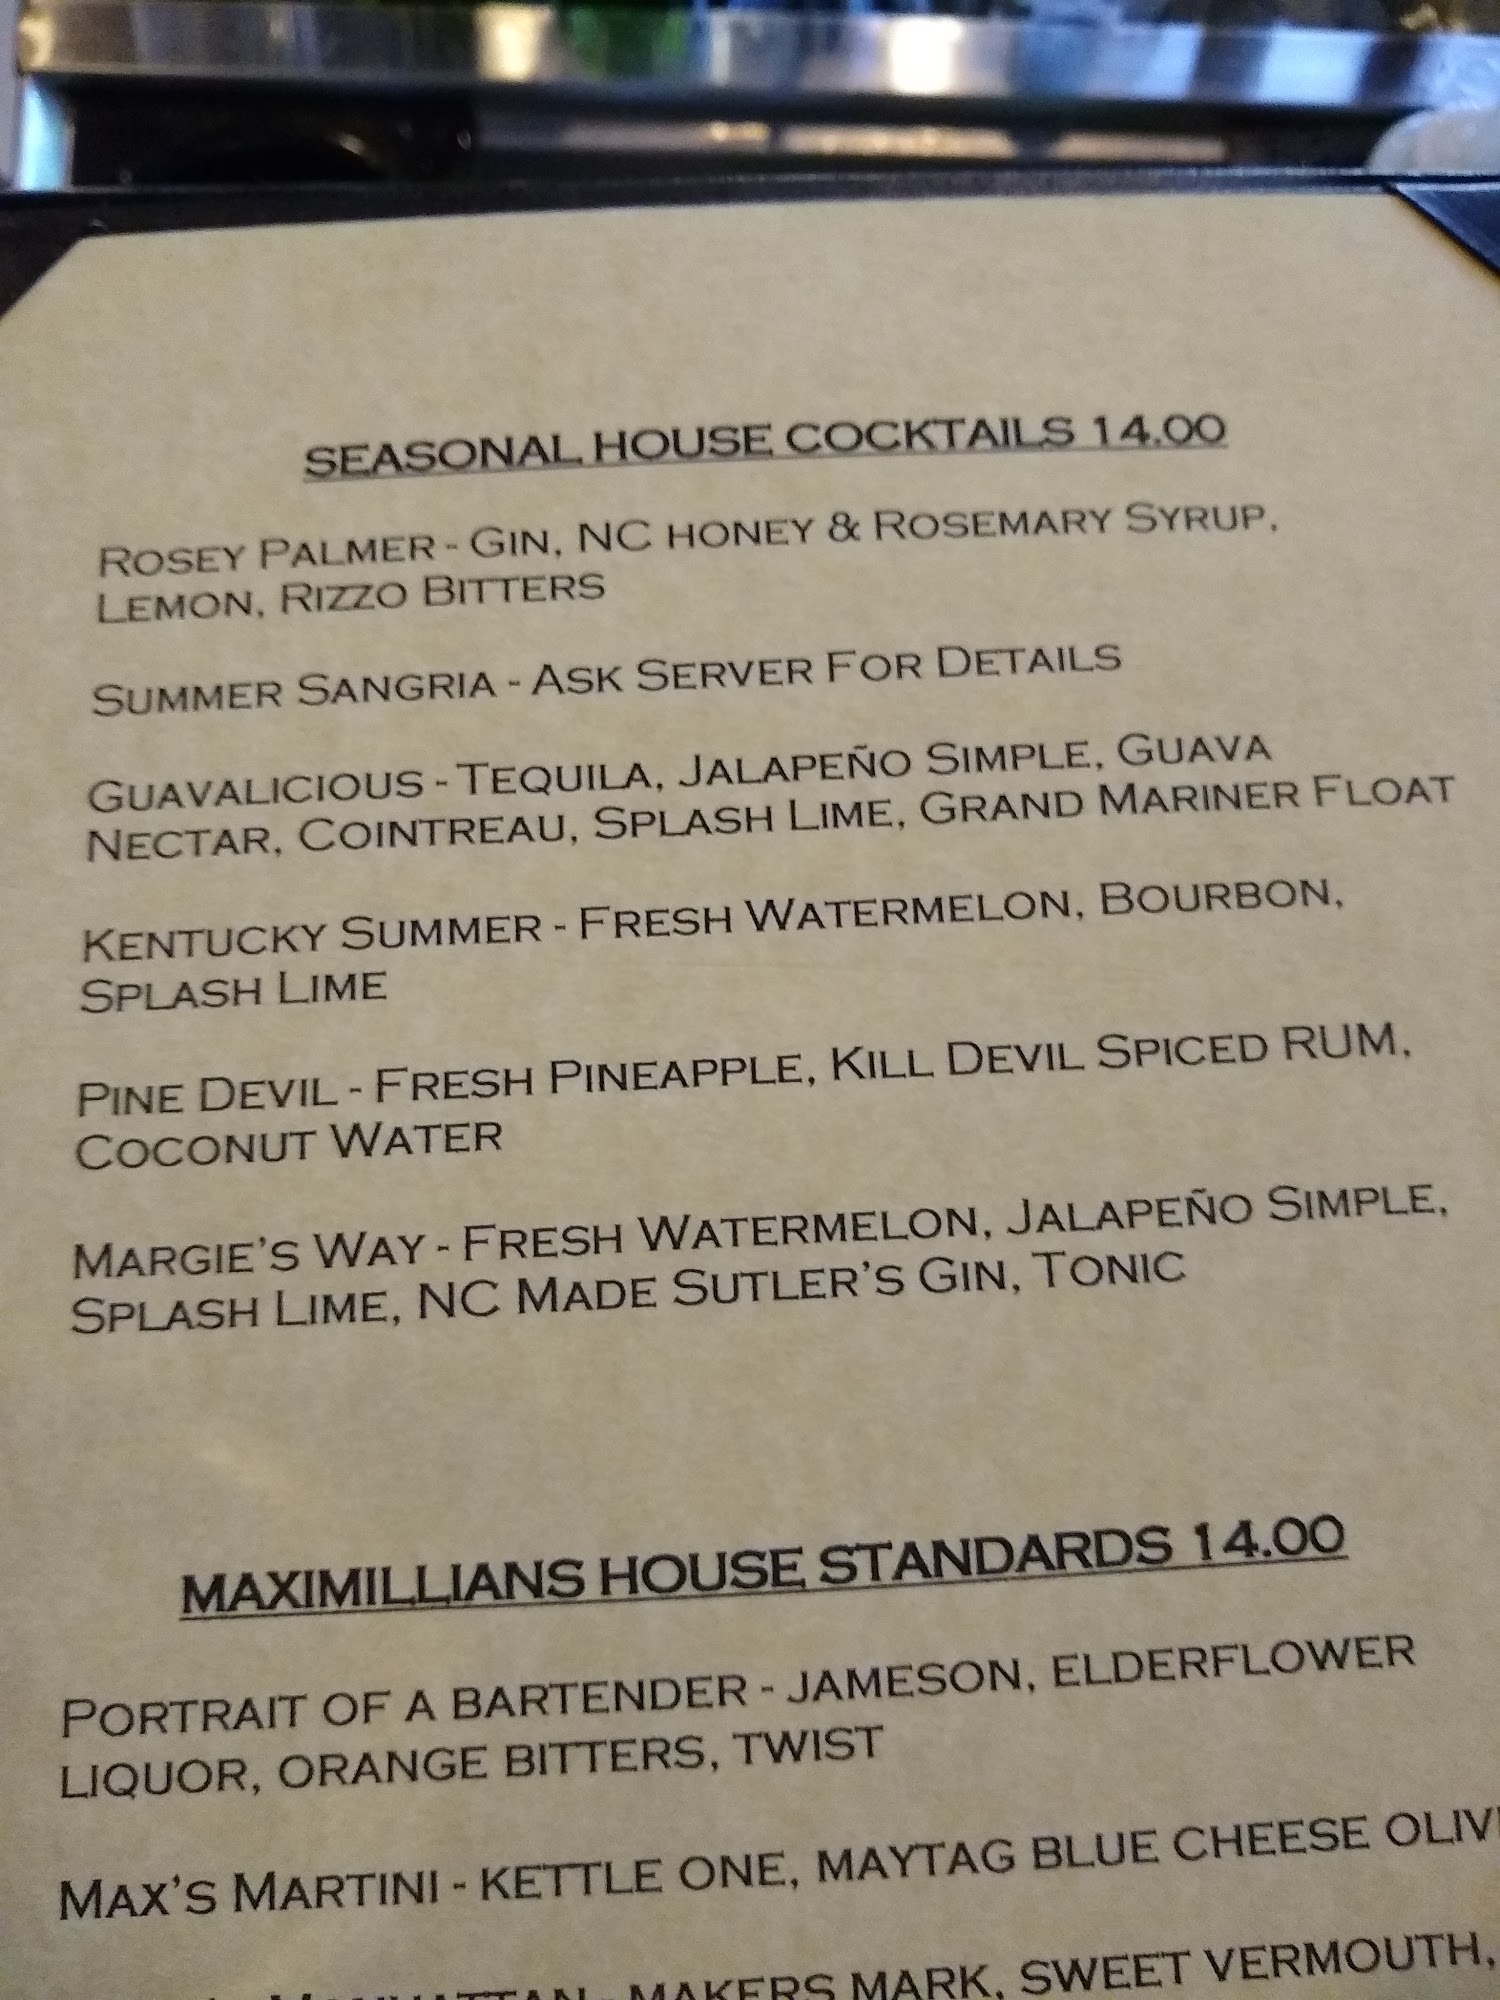 SEASONAL HOUSE COCKTAILS 14.00
ROSEY PALMER - GIN, NC HONEY & ROSEMARY SYRUP,
LEMON, RIZZO BITTERS
SUMMER SANGRIA - ASK SERVER FOR DETAILS
GUAVALICIOUS - TEQUILA, JALAPEÑO SIMPLE, GUAVA
NECTAR, COINTREAU, SPLASH LIME, GRAND MARINER FLOAT
KENTUCKY SUMMER - FRESH WATERMELON, BOURBON,
SPLASH LIME
PINE DEVIL - FRESH PINEAPPLE, KILL DEVIL SPICED RUM,
COCONUT WATER
MARGIE'S WAY - FRESH WATERMELON, JALAPEÑO SIMPLE,
SPLASH LIME, NC MADE SUTLER'S GIN, TONIC
MAXIMILLIANS HOUSE STANDARDS 14.00
PORTRAIT OF A BARTENDER - JAMESON, ELDERFLOWER
LIQUOR, ORANGE BITTERS, TWIST
MAX'S MARTINI - KETTLE ONE, MAYTAG BLUE CHEESE
MANHATTAN - MAKERS MARK, SWEET VERMOUTH,